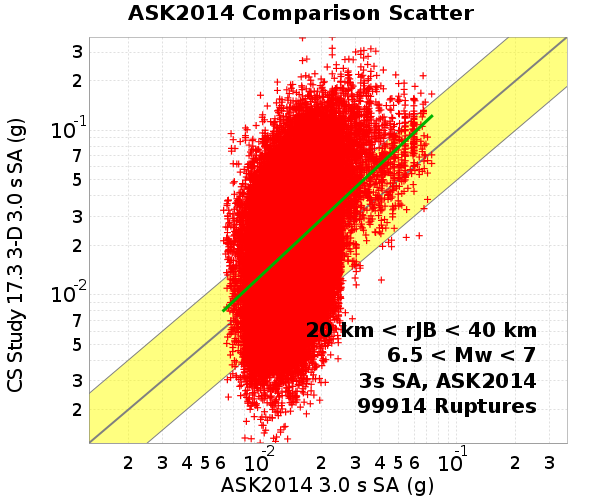 ASK2014 Comparison Scatter
CS Study 17.3 3-D 3.0 s SA (g)
3
2
10-1
7
5
3
2
10-2
7
5
3
2
20 km < rJB < 40 km
6.5 < Mw < 7
3s SA, ASK2014
99914 Ruptures
2 3 4 5 6 10-2 2 3 4 5 6 10-1 2 3
ASK2014 3.0 s SA (g)